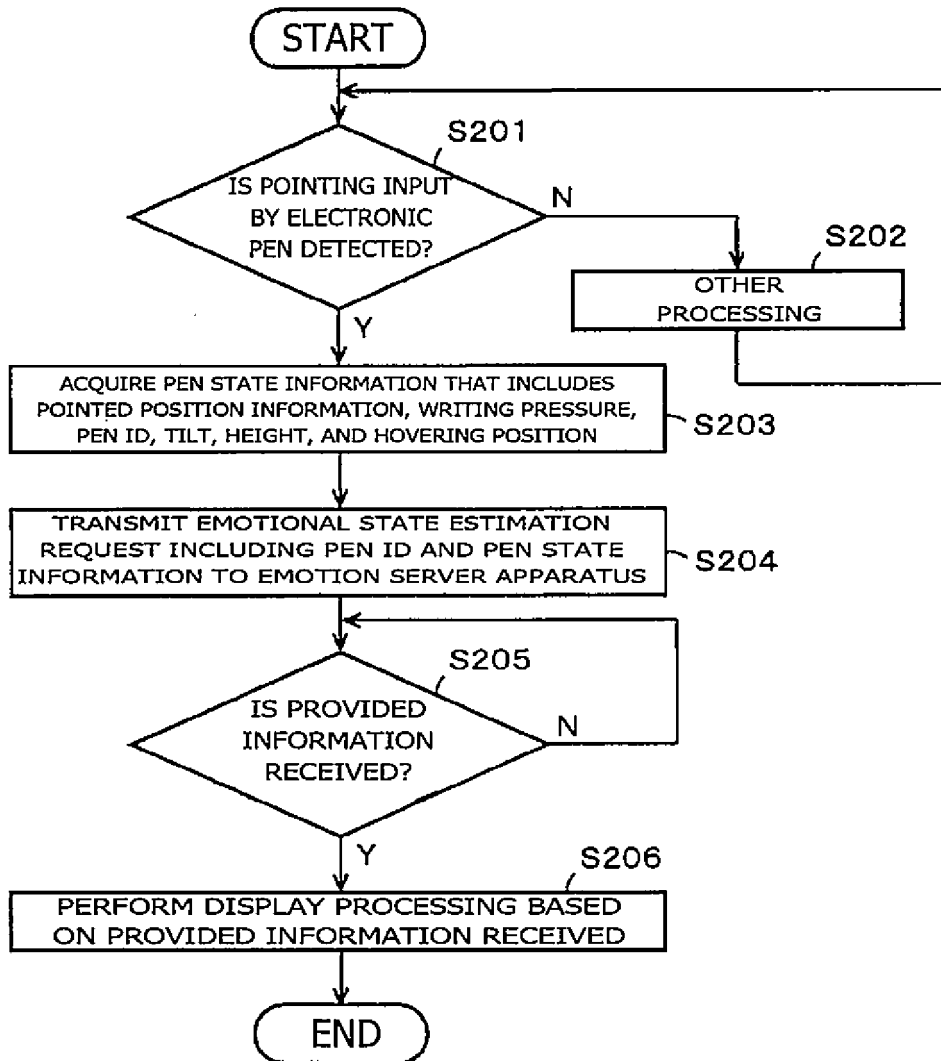 START
S201
IS POINTING INPUT
BY ELECTRONIC
PEN DETECTED?
N
S202
OTHER
PROCESSING
Y
ACQUIRE PEN STATE INFORMATION THAT INCLUDES
POINTED POSITION INFORMATION, WRITING PRESSURE,
PEN ID, TILT, HEIGHT, AND HOVERING POSITION
S203
TRANSMIT EMOTIONAL STATE ESTIMATION
REQUEST INCLUDING PEN ID AND PEN STATE
INFORMATION TO EMOTION SERVER APPARATUS
S204
S205
IS PROVIDED
INFORMATION
RECEIVED?
N
Y
S206
PERFORM DISPLAY PROCESSING BASED
ON PROVIDED INFORMATION RECEIVED
END